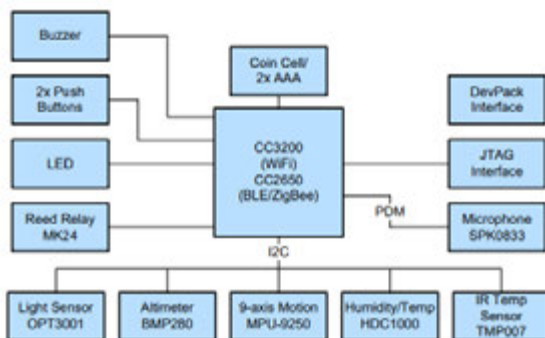 Buzzer
Coin Cell/
2x AAA
2x Push
Buttons
DevPack
Interface
CC3200
(WiFi)
CC2650
(BLE/ZigBee)
LED
JTAG
Interface
PDM
Reed Relay
MK24
Microphone
SPK0833
I2C
Light Sensor
OPT3001
Altimeter
BMP280
9-axis Motion
MPU-9250
Humidity/Temp
HDC1000
IR Temp
Sensor
TMP007